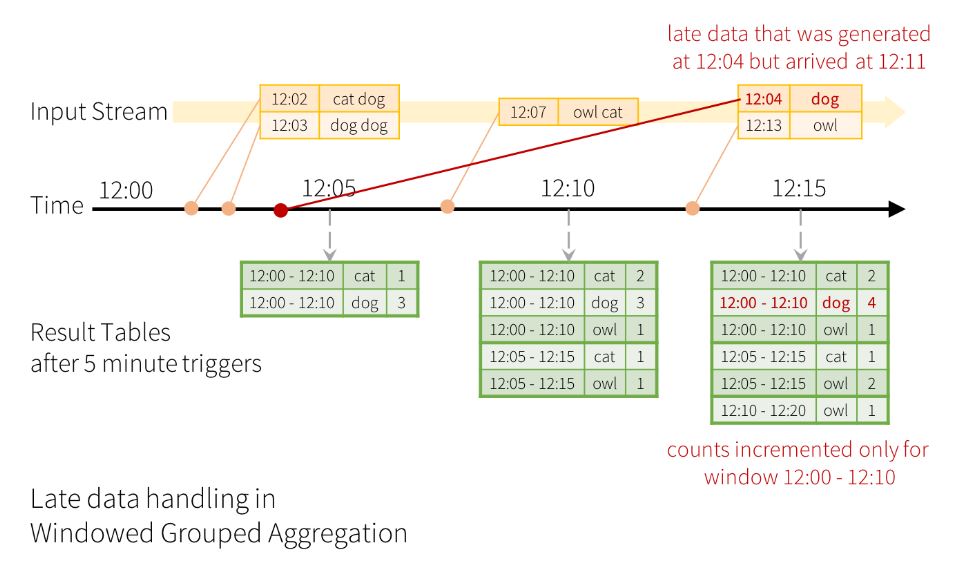 late data that was generated
at 12:04 but arrived at 12:11
Input Stream
12:02 cat dog
12:03 dog dog
12:07 owl cat
12:04 dog
12:13 owl
Time
12:00
12:05
12:10
12:15
12:00 - 12:10 cat 1
12:00 - 12:10 dog 3
12:00 - 12:10 cat 2
12:00 - 12:10 dog 3
12:00 - 12:10 owl 1
12:05 - 12:15 cat 1
12:05 - 12:15 owl 1
12:00 - 12:10 cat 2
12:00 - 12:10 dog 4
12:00 - 12:10 owl 1
12:05 - 12:15 cat 1
12:05 - 12:15 owl 2
12:10 - 12:20 owl 1
Result Tables
after 5 minute triggers
counts incremented only for
window 12:00 - 12:10
Late data handling in
Windowed Grouped Aggregation